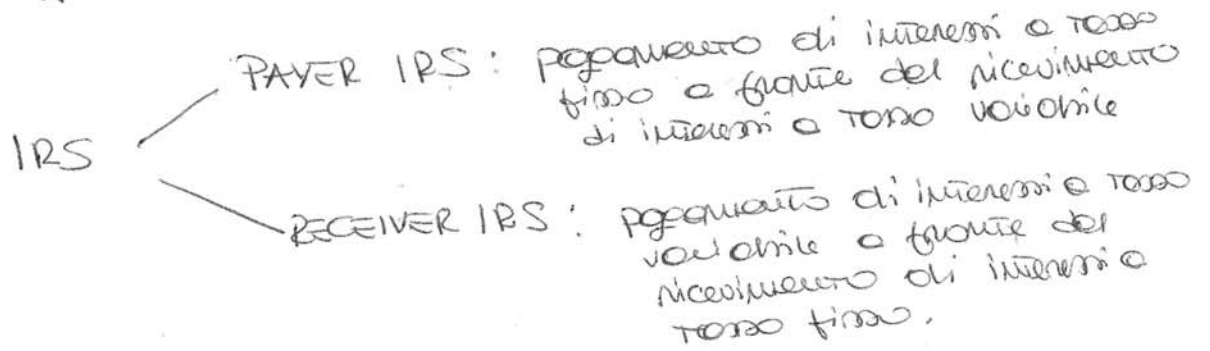 PAYER IRS: pagamento di interessi a tasso
fisso a fronte del ricevimento
di interessi a tasso variabile
IRS
RECEIVER IRS: pagamento di interessi a tasso
variabile a fronte del
ricevimento di interessi a
tasso fisso.